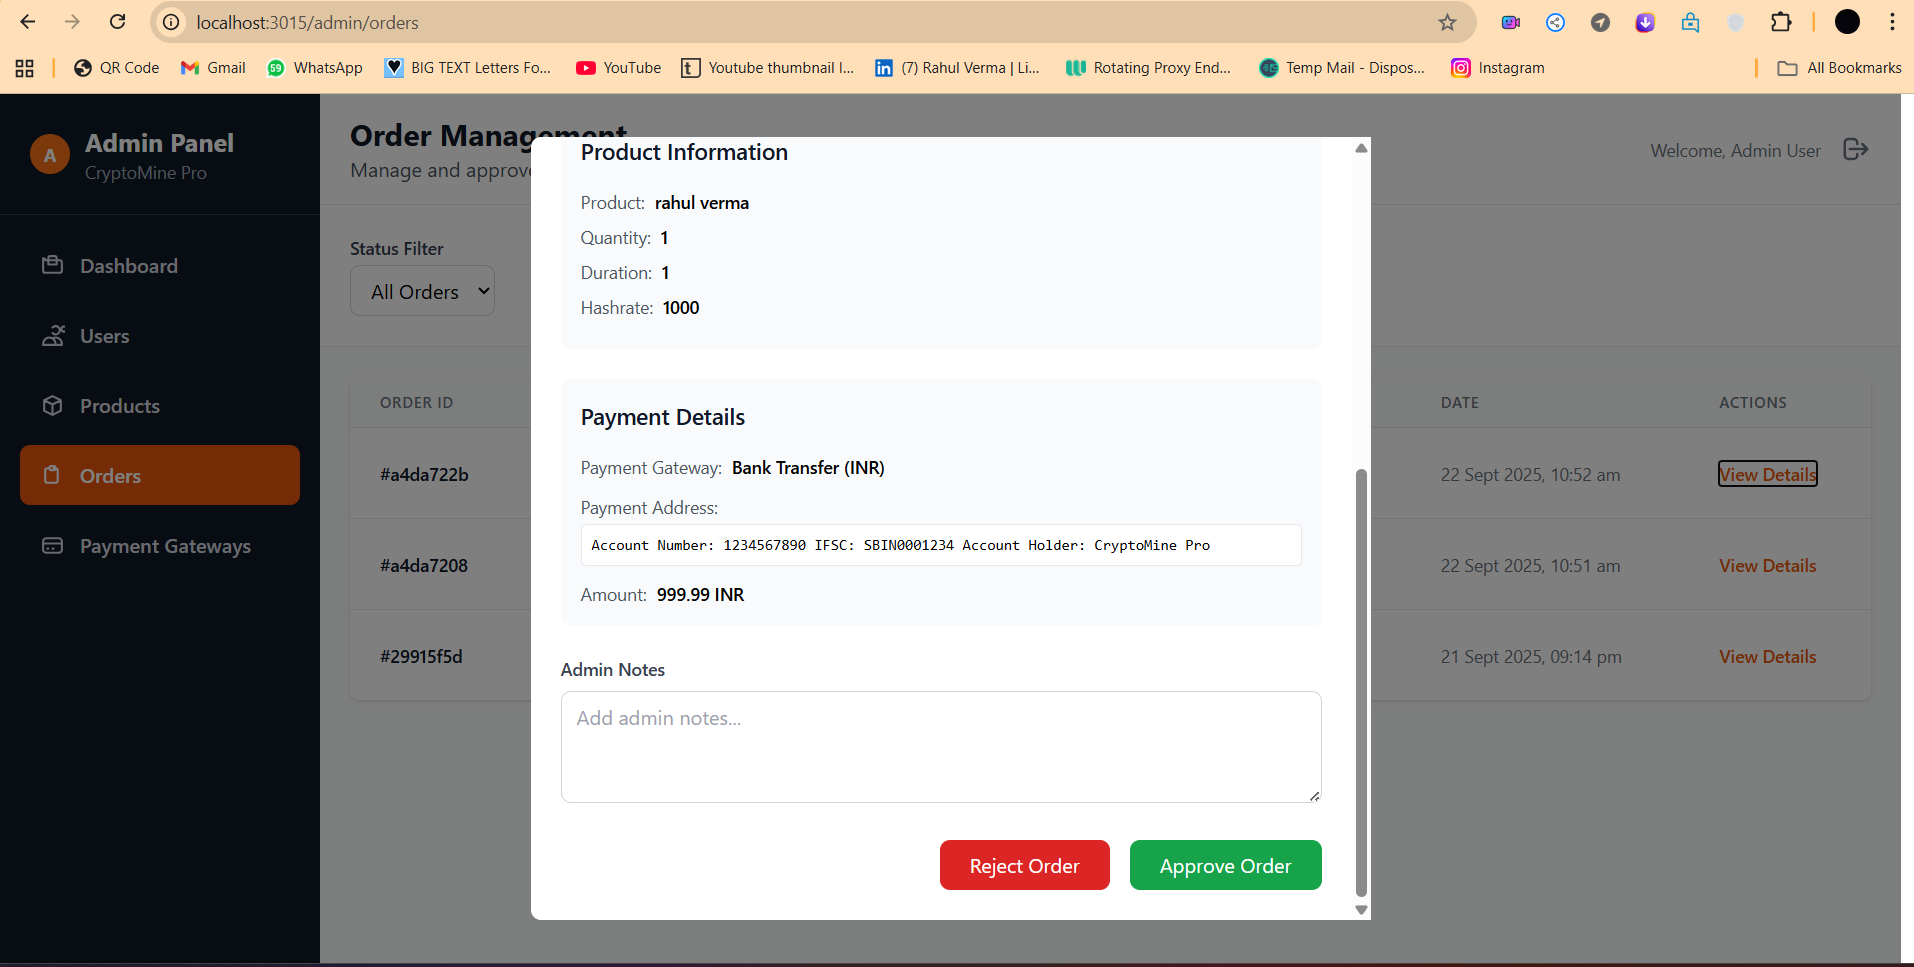 localhost:3015/admin/orders
QR Code
Gmail
59
WhatsApp
BIG TEXT Letters Fo...
YouTube
t
Youtube thumbnail I...
in
(7) Rahul Verma | Li...
Rotating Proxy End...
Temp Mail - Dispos...
Instagram
All Bookmarks
A
Admin Panel
CryptoMine Pro
Dashboard
Users
Products
Orders
Payment Gateways
Order Management
Manage and approve
Welcome, Admin User
Status Filter
All Orders
ORDER ID
DATE
ACTIONS
#a4da722b
22 Sept 2025, 10:52 am
View Details
#a4da7208
22 Sept 2025, 10:51 am
View Details
#29915f5d
21 Sept 2025, 09:14 pm
View Details
Product Information
Product: rahul verma
Quantity: 1
Duration: 1
Hashrate: 1000
Payment Details
Payment Gateway: Bank Transfer (INR)
Payment Address:
Account Number: 1234567890 IFSC: SBIN0001234 Account Holder: CryptoMine Pro
Amount: 999.99 INR
Admin Notes
Add admin notes...
Reject Order
Approve Order